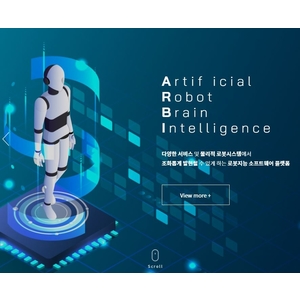 Artificial
Robot
Brain
Intelligence
다양한 서비스 및 물리적 로봇시스템에서
조화롭게 발현될 수 있게 하는 로봇지능 소프트웨어 플랫폼
View more +
Scroll